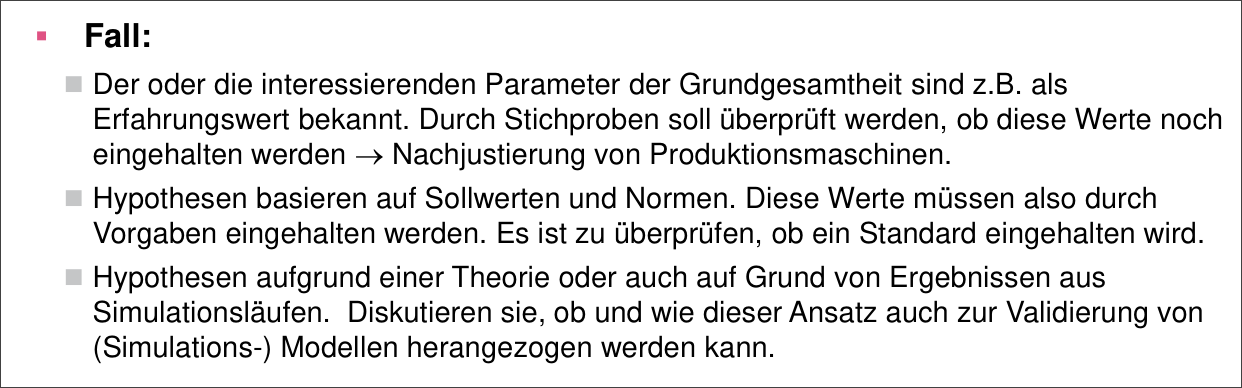 Fall:
Der oder die interessierenden Parameter der Grundgesamtheit sind z.B. als
Erfahrungswert bekannt. Durch Stichproben soll überprüft werden, ob diese Werte noch
eingehalten werden → Nachjustierung von Produktionsmaschinen.
Hypothesen basieren auf Sollwerten und Normen. Diese Werte müssen also durch
Vorgaben eingehalten werden. Es ist zu überprüfen, ob ein Standard eingehalten wird.
Hypothesen aufgrund einer Theorie oder auch auf Grund von Ergebnissen aus
Simulationsläufen.  Diskutieren sie, ob und wie dieser Ansatz auch zur Validierung von
(Simulations-) Modellen herangezogen werden kann.